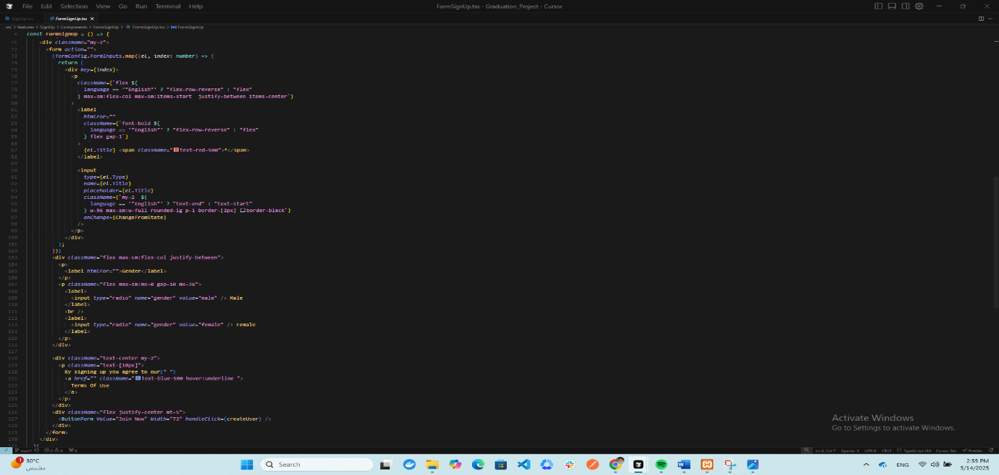 File Edit Selection View Go Run Terminal Help
FormSignUp.tsx - Graduation_Project - Cursor
SignUp.tsx
FormSignUp.tsx
src > features > SignUp > Components > FormSignUp > FormSignUp.tsx > FormSignUp
6 const FormSignUp = () => {
71 <div className="my-2">
72 <form action="">
73 {formConfig.FormInputs.map((el, index: number) => {
74 return (
75 <div key={index}>
76 <p
77 className={`flex ${
78 language == '"English"' ? "flex-row-reverse" : "flex"
79 } max-sm:flex-col max-sm:items-start  justify-between items-center`}
80 >
81 <label
82 htmlFor=""
83 className={`font-bold ${
84 language == '"English"' ? "flex-row-reverse" : "flex"
85 } flex gap-1`}
86 >
87 {el.Title} <span className="text-red-500">*</span>
88 </label>
89
90 <input
91 type={el.Type}
92 name={el.Title}
93 placeholder={el.Title}
94 className={`my-2  ${
95 language == '"English"' ? "text-end" : "text-start"
96 } w-96 max-sm:w-full rounded-lg p-1 border-[2px] border-black`}
97 onChange={ChangeFromState}
98 />
99 </p>
100 </div>
101 );
102 })}
103 <div className="flex max-sm:flex-col justify-between">
104 <p>
105 <label htmlFor="">Gender</label>
106 </p>
107 <p className="flex max-sm:mx-0 gap-10 mx-36">
108 <label>
109 <input type="radio" name="gender" value="male" /> Male
110 </label>
111 <br />
112 <label>
113 <input type="radio" name="gender" value="female" /> Female
114 </label>
115 </p>
116 </div>
117
118 <div className="text-center my-2">
119 <p className="text-[10px]">
120 By signing up you agree to our{" "}
121 <a href="" className="text-blue-500 hover:underline ">
122 Terms Of Use
123 </a>
124 </p>
125 </div>
126 <div className="flex justify-center mt-5">
127 <ButtonForm Value="Join Now" Width="72" handleClick={createUser} />
128 </div>
129 </form>
130 </div>
131 );
Activate Windows
Go to Settings to activate Windows.
main* 0 0 0
Ln 6, Col 7 Spaces: 2 UTF-8 CRLF TypeScript JSX Cursor Tab Prettier
1
30°C
مشمس
Search
ENG
2:55 PM
5/14/2025